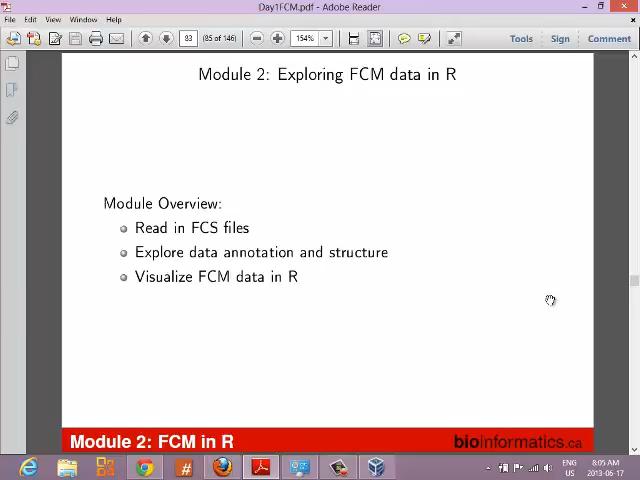 Day1FCM.pdf - Adobe Reader
File Edit View Window Help
83 (85 of 146) 154% Tools Sign Comment
Module 2: Exploring FCM data in R
Module Overview:
Read in FCS files
Explore data annotation and structure
Visualize FCM data in R
Module 2: FCM in R
bioinformatics.ca
ENG 8:05 AM
US 2013-06-17